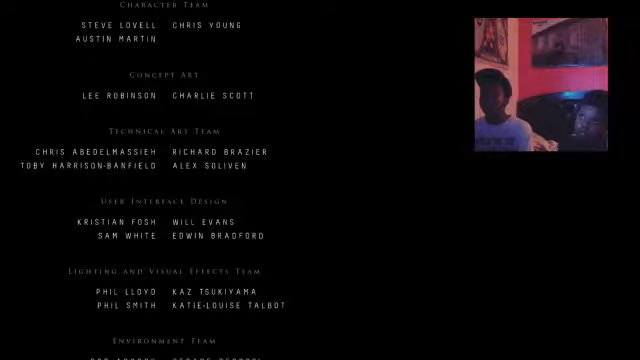 Character Team
STEVE LOVELL CHRIS YOUNG
AUSTIN MARTIN
Concept Art
LEE ROBINSON CHARLIE SCOTT
Technical Art Team
CHRIS ABEDELMASSIEH RICHARD BRAZIER
TOBY HARRISON-BANFIELD ALEX SOLIVEN
User Interface Design
KRISTIAN FOSH WILL EVANS
SAM WHITE EDWIN BRADFORD
Lighting and Visual Effects Team
PHIL LLOYD KAZ TSUKIYAMA
PHIL SMITH KATIE-LOUISE TALBOT
Environment Team